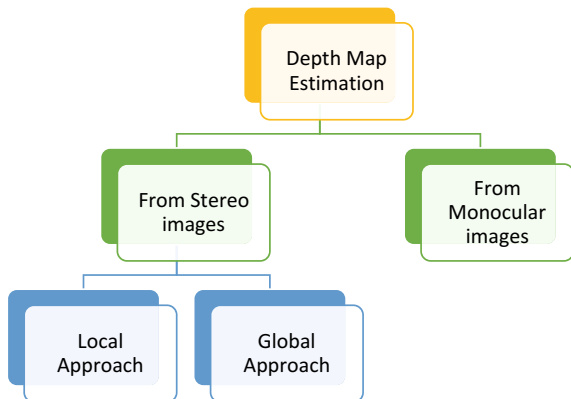 Depth Map
Estimation
From Stereo
images
From
Monocular
images
Local
Approach
Global
Approach